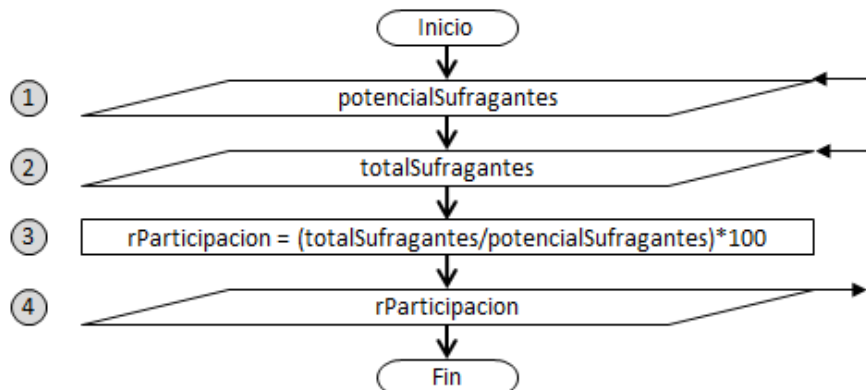 Inicio
1 potencialSufragantes
2 totalSufragantes
3 rParticipacion = (totalSufragantes/potencialSufragantes)*100
4 rParticipacion
Fin